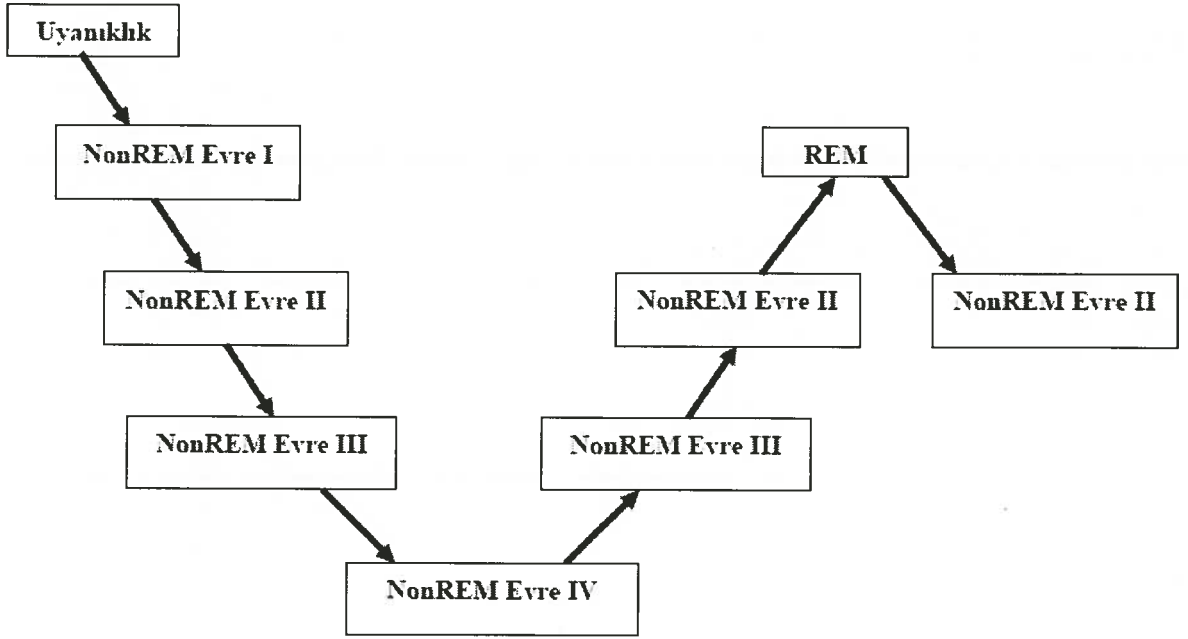 Uyanıklık
NonREM Evre I
NonREM Evre II
NonREM Evre III
NonREM Evre IV
NonREM Evre III
NonREM Evre II
REM
NonREM Evre II